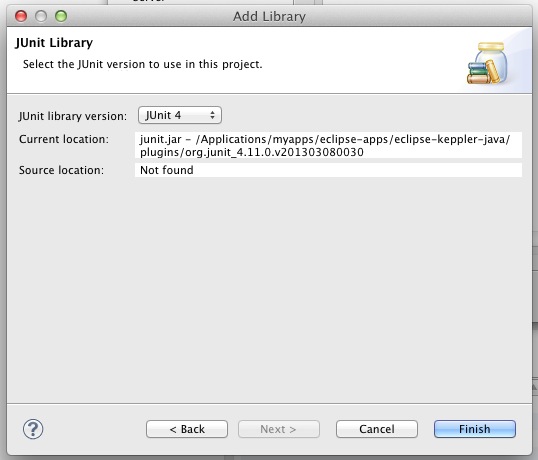 Server
Add Library
JUnit Library
Select the JUnit version to use in this project.
JUnit library version: JUnit 4
Current location: junit.jar - /Applications/myapps/eclipse-apps/eclipse-keppler-java/
plugins/org.junit_4.11.0.v201303080030
Source location: Not found
? < Back Next > Cancel Finish